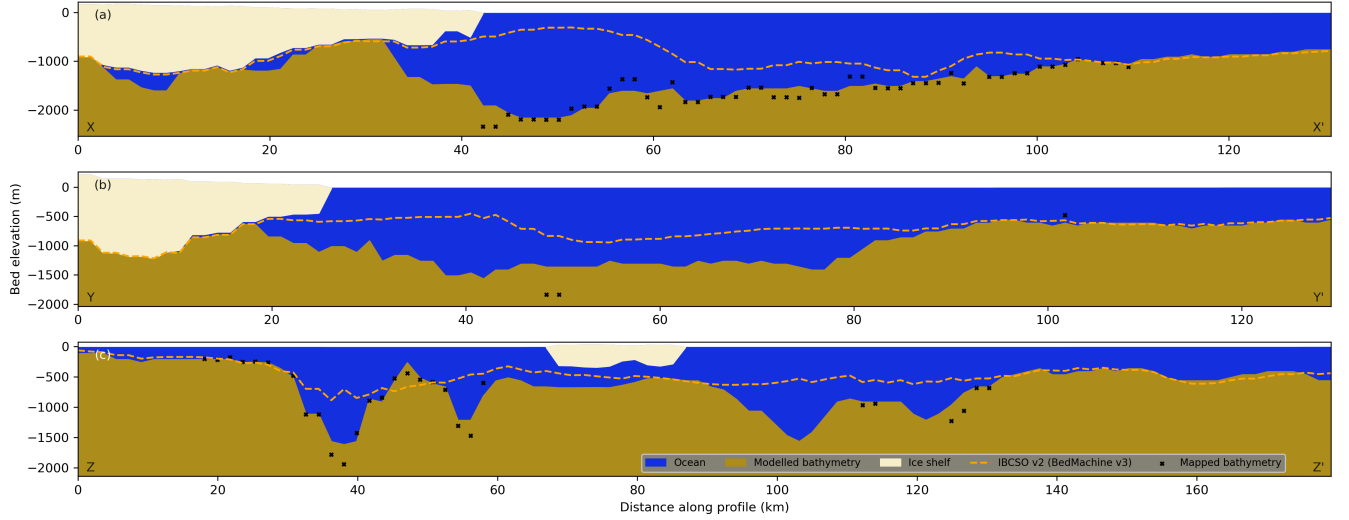 (a)
0
−1000
−2000
X
X'
0 20 40 60 80 100 120
(b)
0
−500
−1000
−1500
−2000
Bed elevation (m)
Y
Y'
0 20 40 60 80 100 120
(c)
0
−500
−1000
−1500
−2000
Z
Ocean Modelled bathymetry Ice shelf IBCSO v2 (BedMachine v3) Mapped bathymetry
Z'
0 20 40 60 80 100 120 140 160
Distance along profile (km)